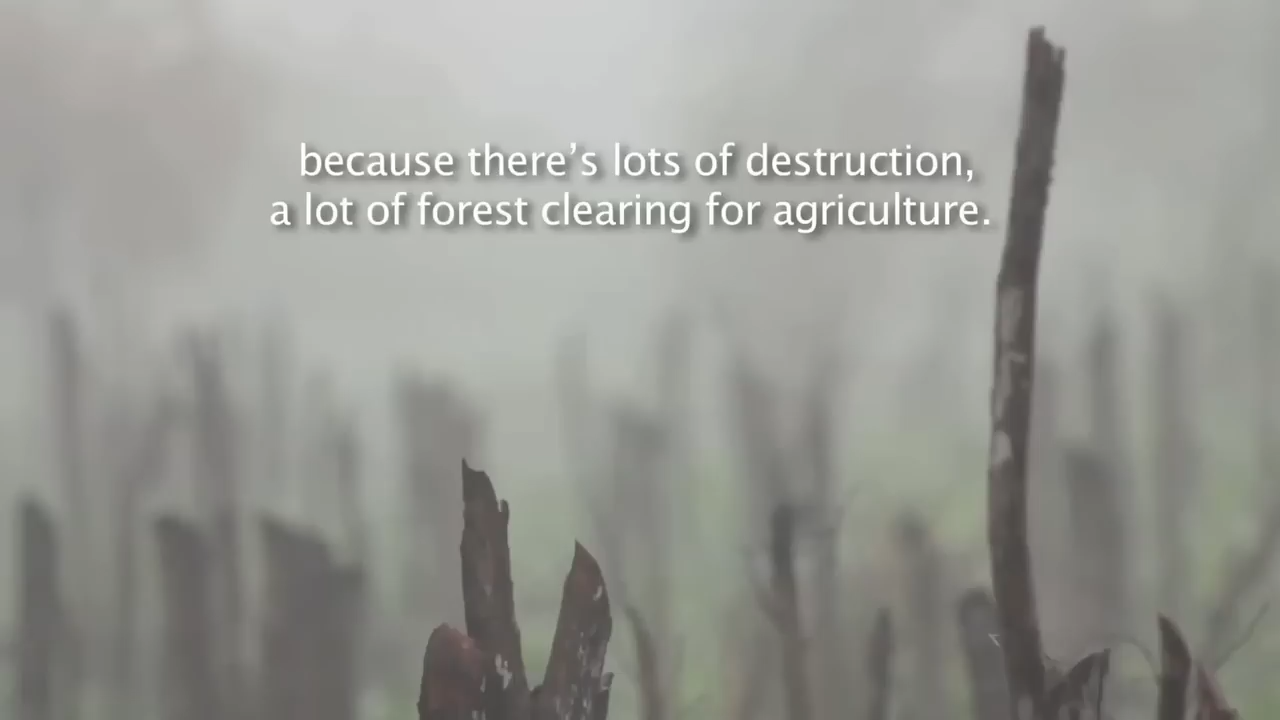 because there’s lots of destruction,
a lot of forest clearing for agriculture.